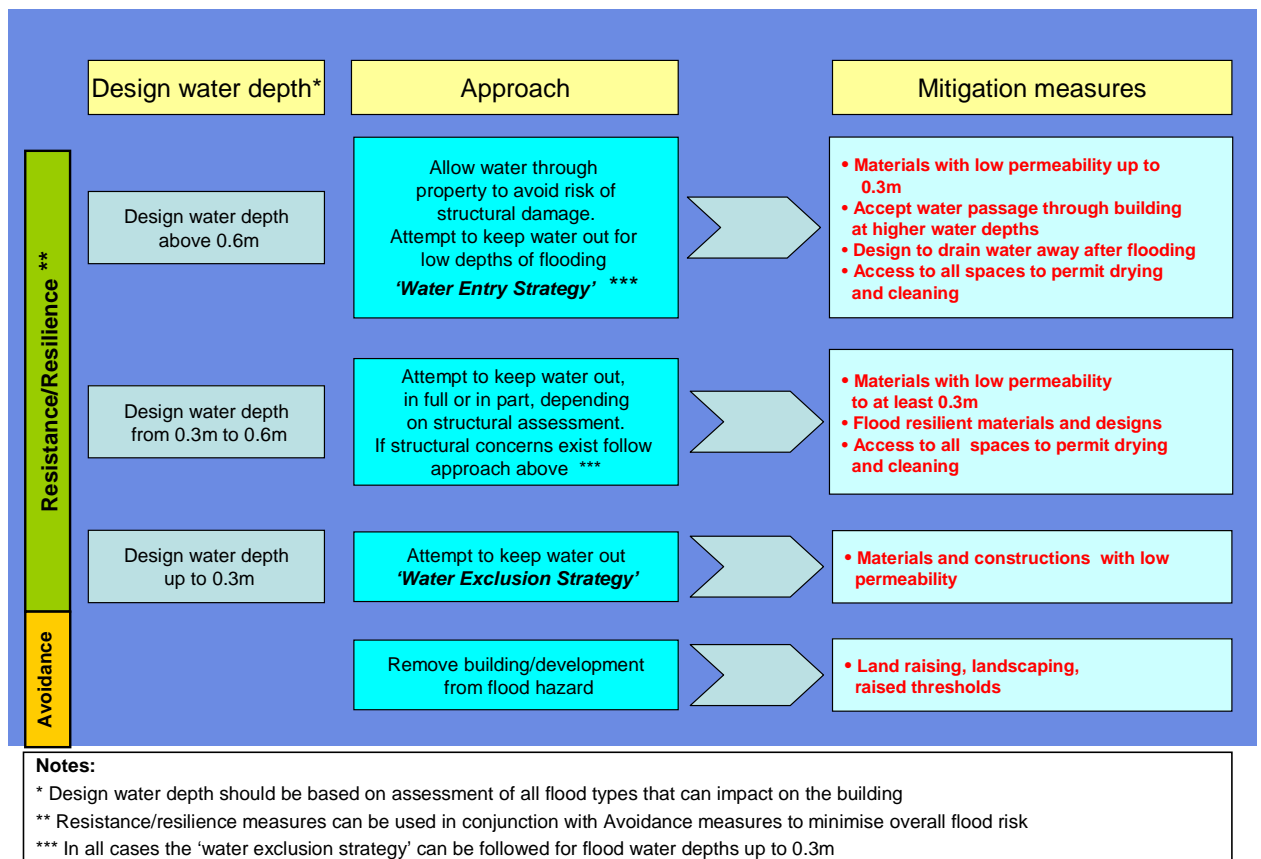 Design water depth*
Approach
Mitigation measures
Resistance/Resilience **
Design water depth
above 0.6m
Allow water through
property to avoid risk of
structural damage.
Attempt to keep water out for
low depths of flooding
‘Water Entry Strategy’ ***
• Materials with low permeability up to
0.3m
• Accept water passage through building
at higher water depths
• Design to drain water away after flooding
• Access to all spaces to permit drying
and cleaning
Design water depth
from 0.3m to 0.6m
Attempt to keep water out,
in full or in part, depending
on structural assessment.
If structural concerns exist follow
approach above ***
• Materials with low permeability
to at least 0.3m
• Flood resilient materials and designs
• Access to all spaces to permit drying
and cleaning
Design water depth
up to 0.3m
Attempt to keep water out
‘Water Exclusion Strategy’
• Materials and constructions with low
permeability
Avoidance
Remove building/development
from flood hazard
• Land raising, landscaping,
raised thresholds
Notes:
* Design water depth should be based on assessment of all flood types that can impact on the building
** Resistance/resilience measures can be used in conjunction with Avoidance measures to minimise overall flood risk
*** In all cases the ‘water exclusion strategy’ can be followed for flood water depths up to 0.3m